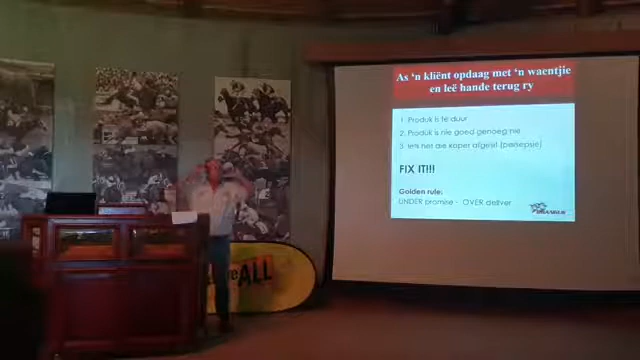 As 'n kliënt opdaag met 'n waentjie
en leë hande terug ry
1. Produk is te duur
2. Produk is nie goed genoeg nie
3. Iets het die koper afgesit (persepsie)
FIX IT!!!
Golden rule:
UNDER promise - OVER deliver
ALL